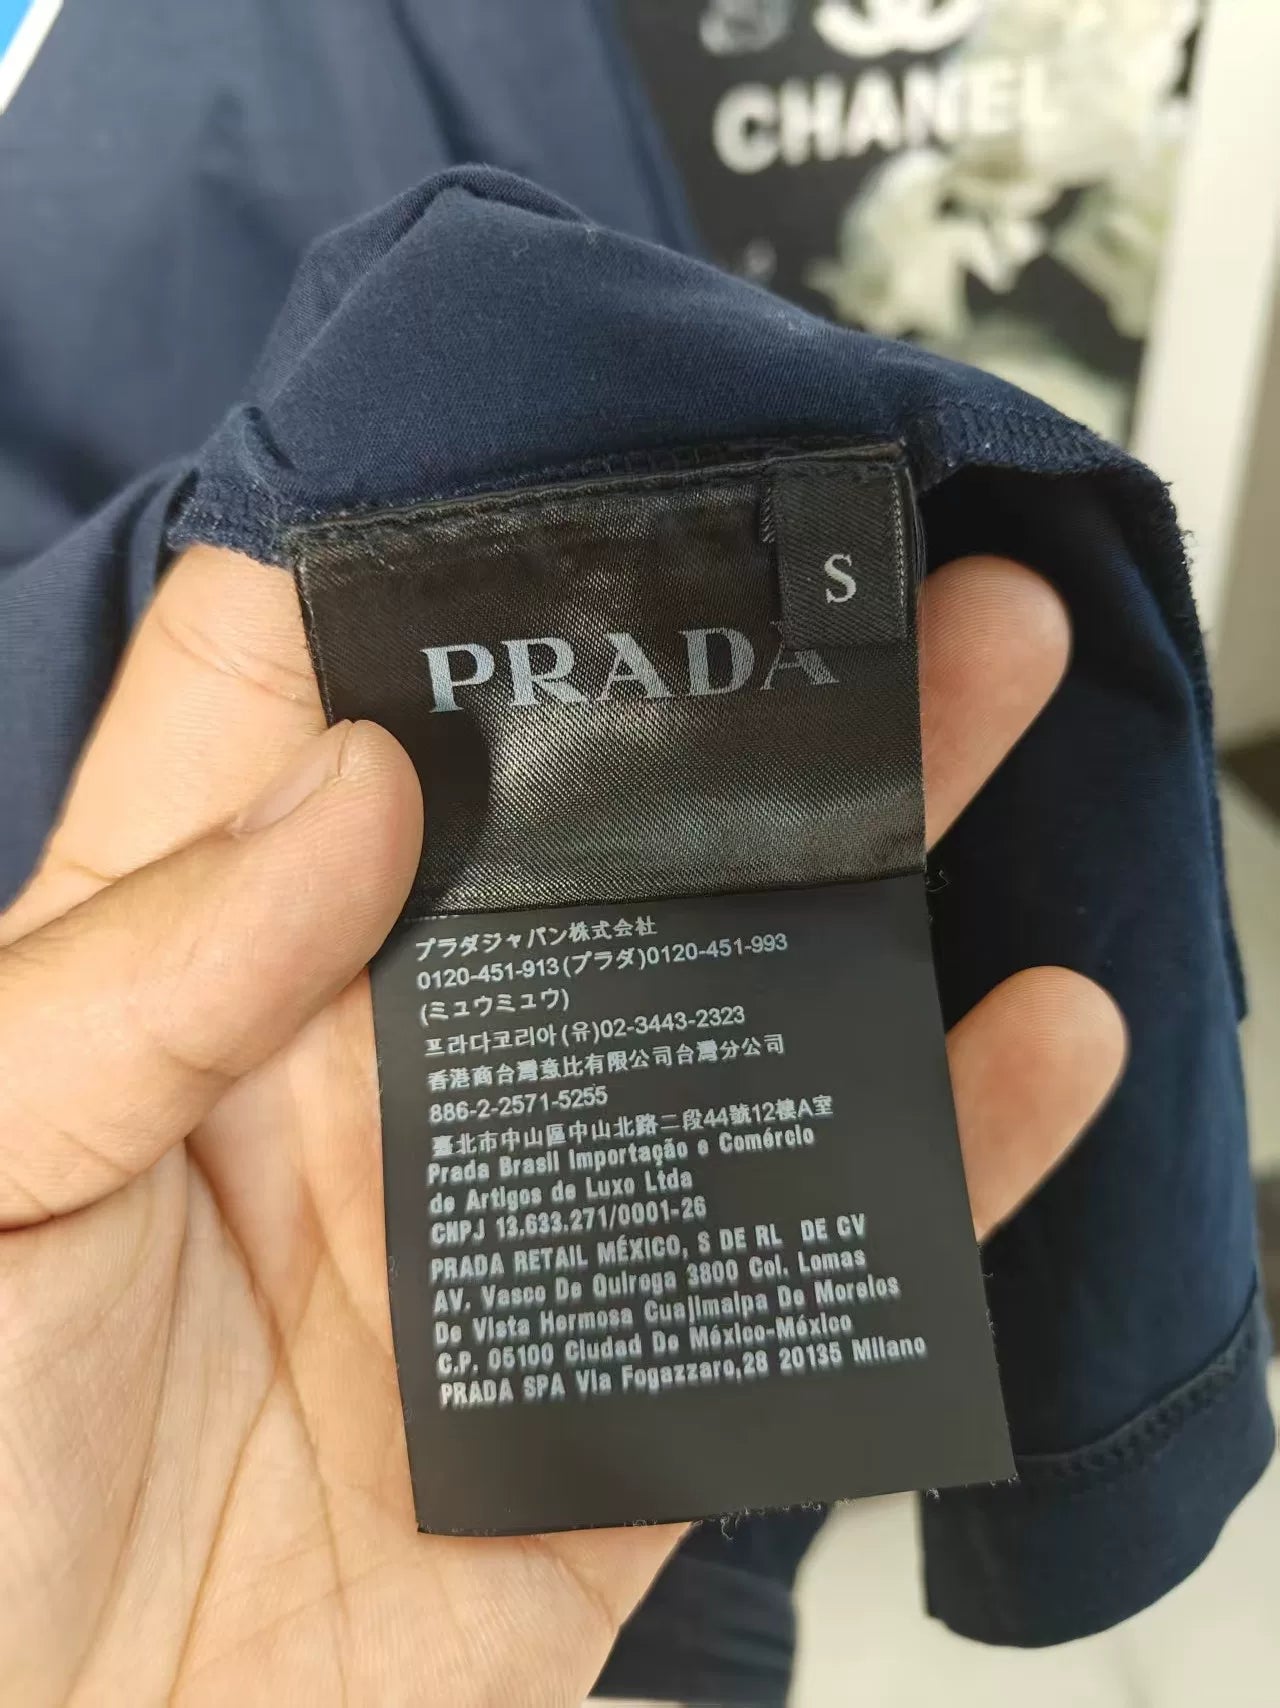 CHANEL
S
PRADA
プラダジャパン株式会社
0120-451-913(プラダ)0120-451-993
(ミュウミュウ)
프라다코리아(유)02-3443-2323
香港商台灣意比有限公司台灣分公司
886-2-2571-5255
臺北市中山區中山北路二段44號12樓A室
Prada Brasil Importação e Comércio
de Artigos de Luxo Ltda
CNPJ 13.633.271/0001-26
PRADA RETAIL MÉXICO, S DE RL DE CV
AV. Vasco De Quiroga 3800 Col. Lomas
De Vista Hermosa Cuajimalpa De Morelos
C.P. 05100 Ciudad De México-México
PRADA SPA Via Fogazzaro,28 20135 Milano